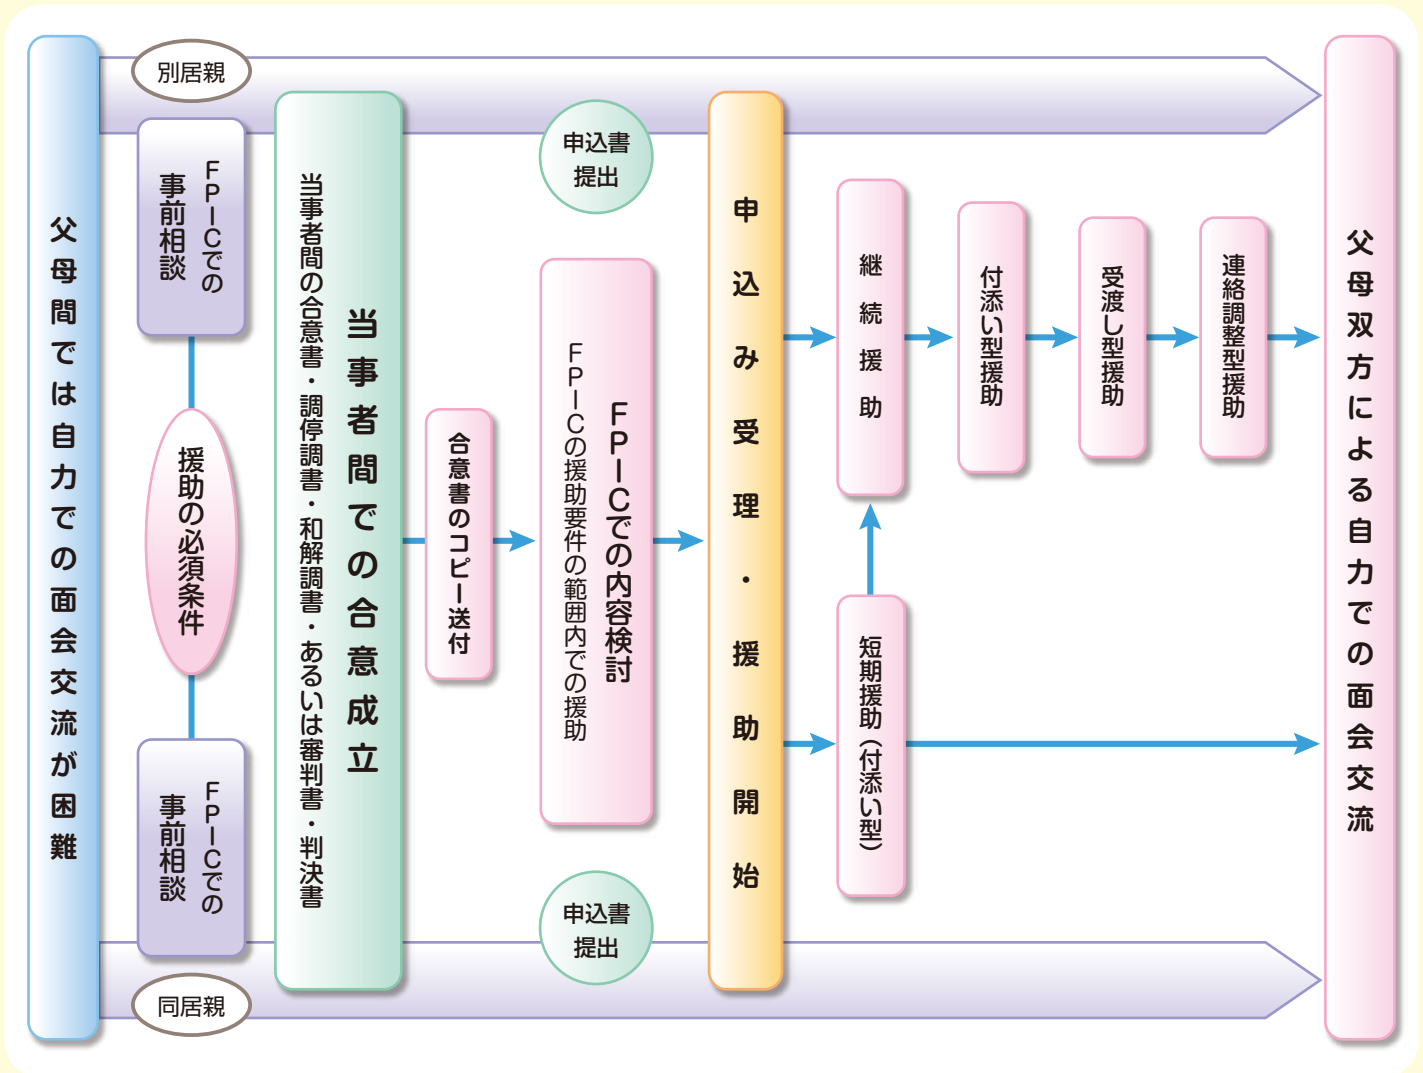 父母間では自力での面会交流が困難
別居親
FPICでの
事前相談
援助の必須条件
FPICでの
事前相談
同居親
当事者間での合意成立
当事者間の合意書・調停調書・和解調書・あるいは審判書・判決書
合意書のコピー送付
申込書
提出
FPICでの内容検討
FPICの援助要件の範囲内での援助
申込書
提出
申込み受理・援助開始
継続援助
付添い型援助
受渡し型援助
連絡調整型援助
短期援助（付添い型）
父母双方による自力での面会交流